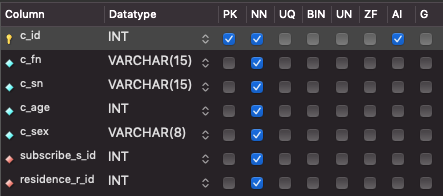 Column Datatype PK NN UQ BIN UN ZF AI G
c_id INT
c_fn VARCHAR(15)
c_sn VARCHAR(15)
c_age INT
c_sex VARCHAR(8)
subscribe_s_id INT
residence_r_id INT